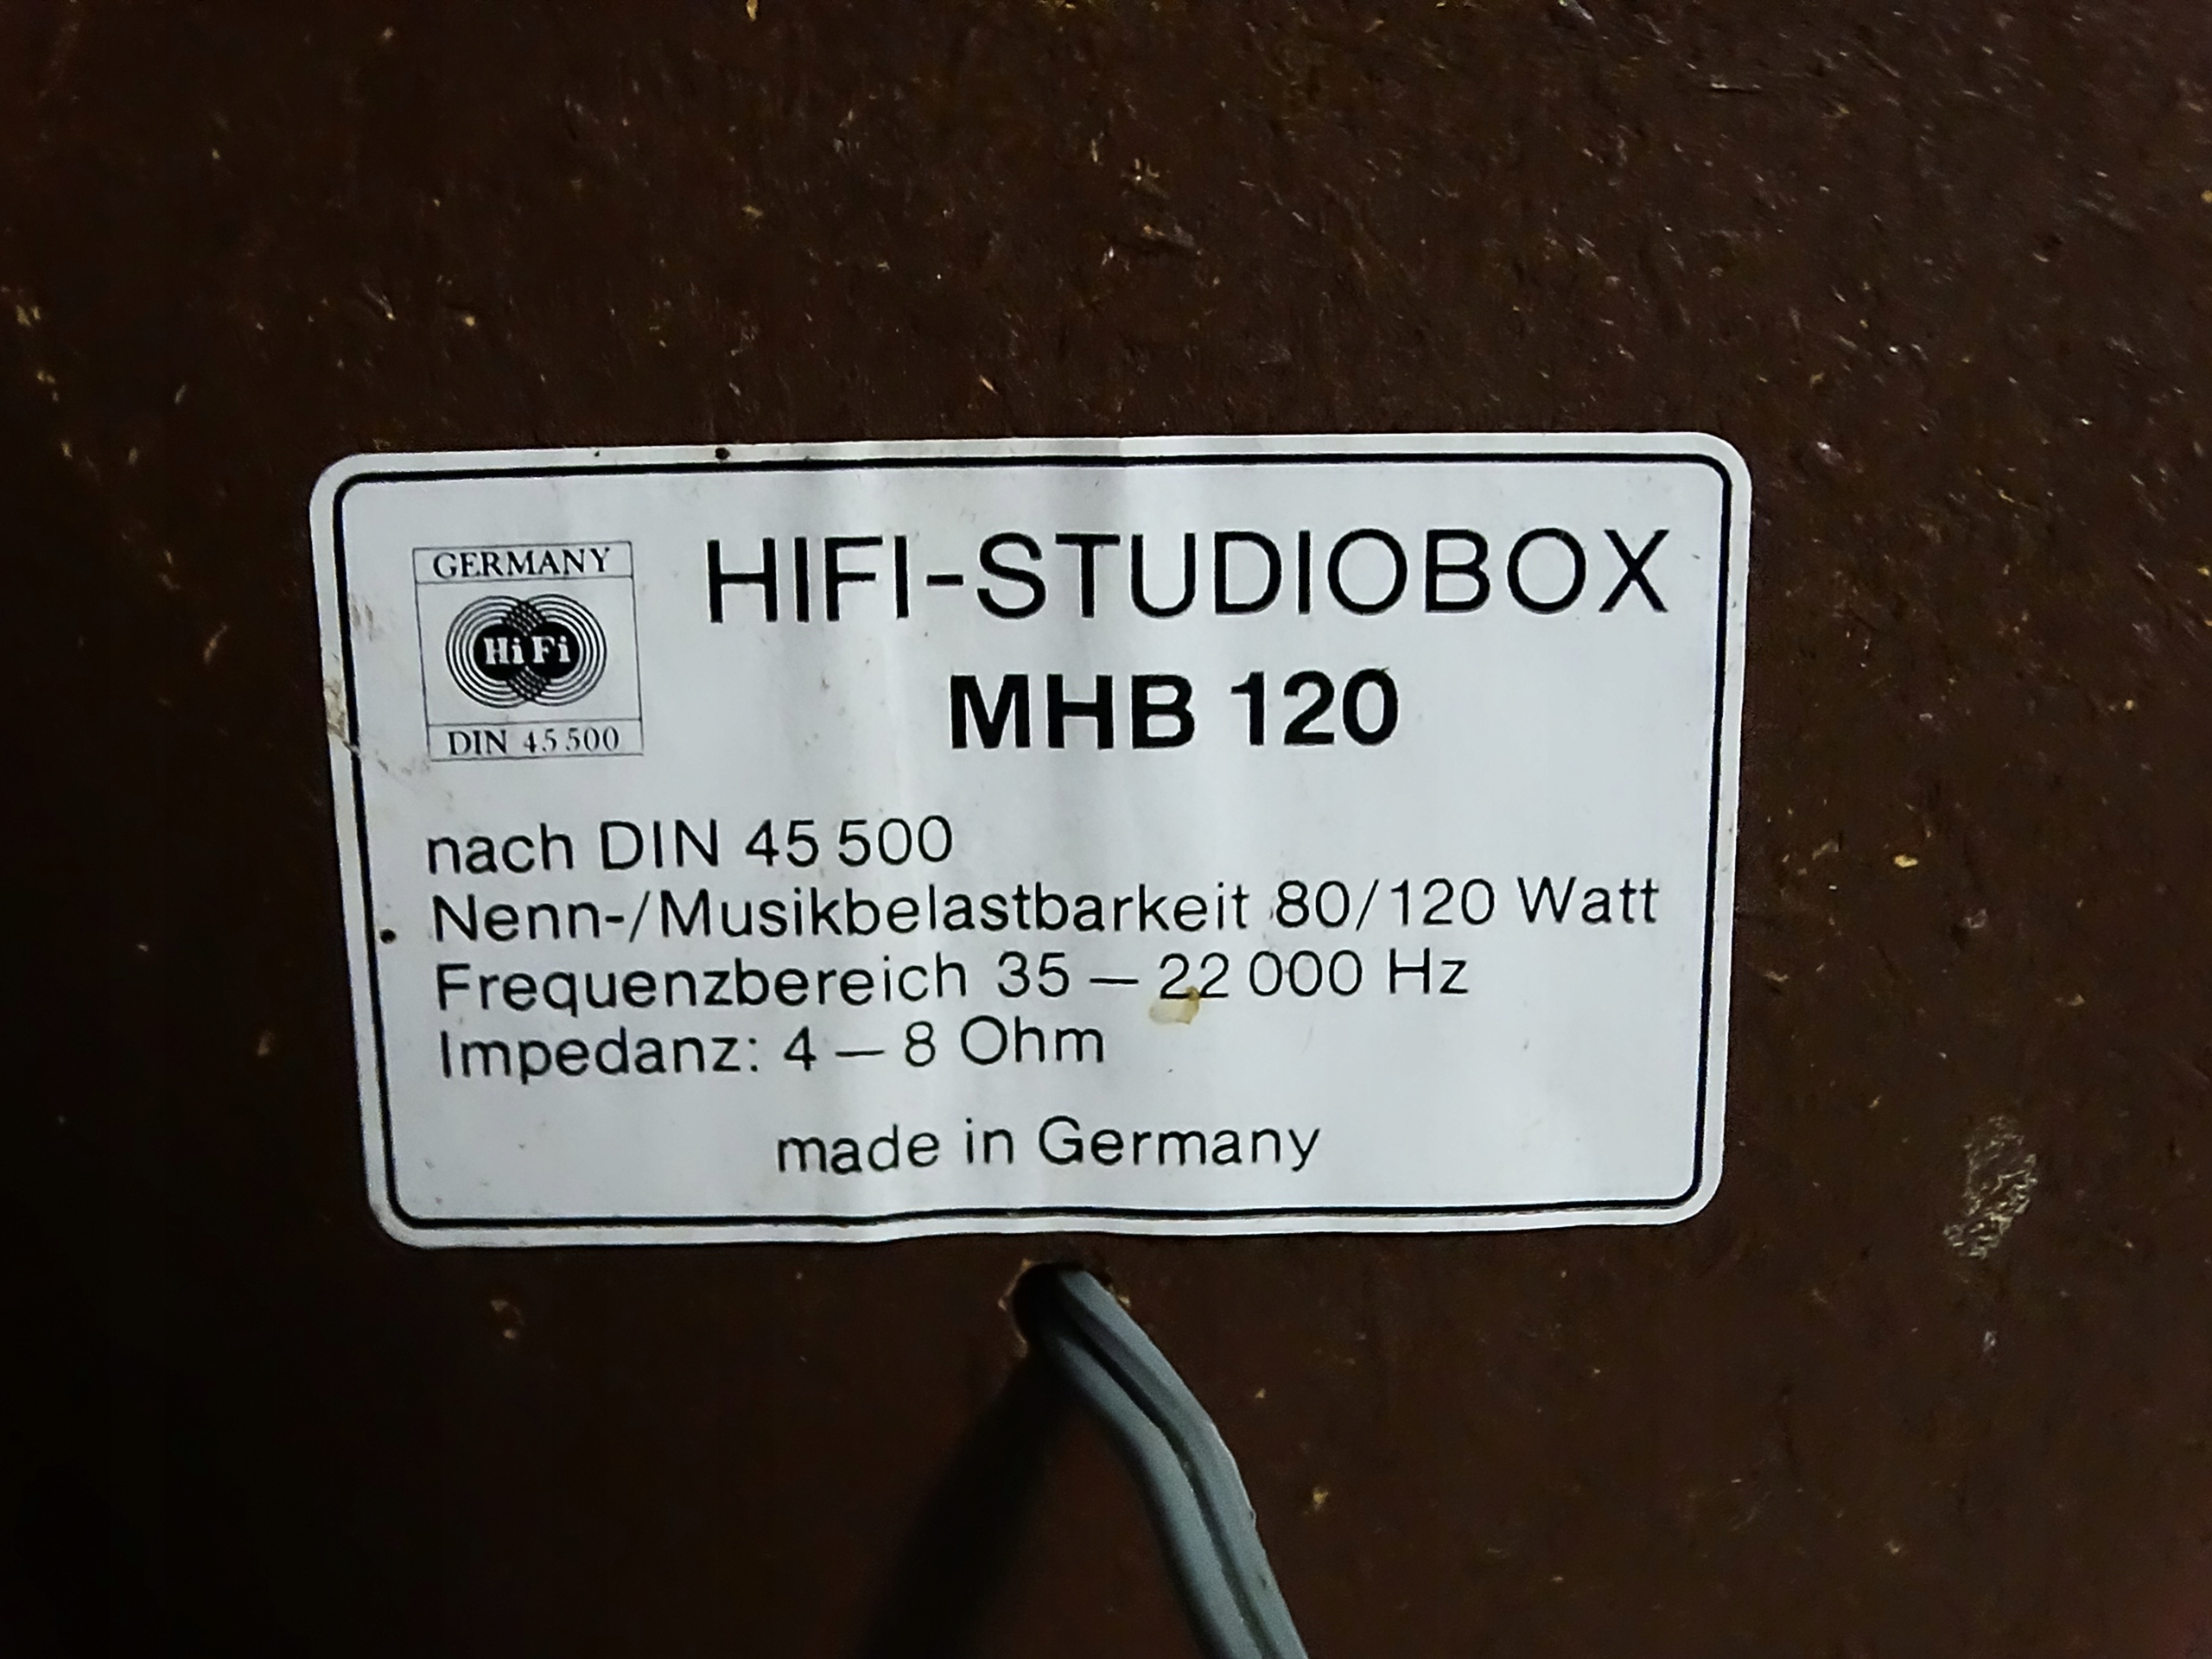 GERMANY
HiFi
DIN 45 500
HIFI-STUDIOBOX
MHB 120
nach DIN 45 500
Nenn-/Musikbelastbarkeit 80/120 Watt
Frequenzbereich 35 — 22 000 Hz
Impedanz: 4 — 8 Ohm
made in Germany